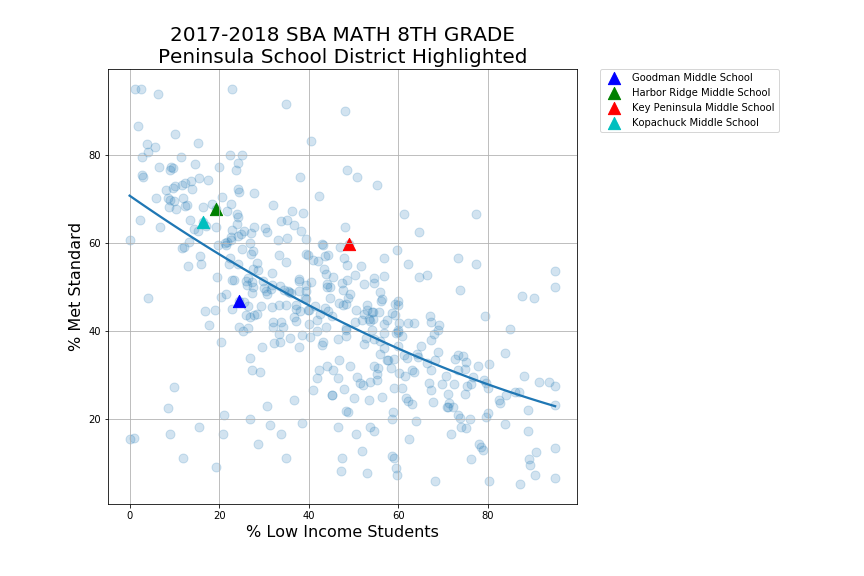 2017-2018 SBA MATH 8TH GRADE
Peninsula School District Highlighted
Goodman Middle School
Harbor Ridge Middle School
Key Peninsula Middle School
Kopachuck Middle School
% Met Standard
80
60
40
20
0 20 40 60 80
% Low Income Students